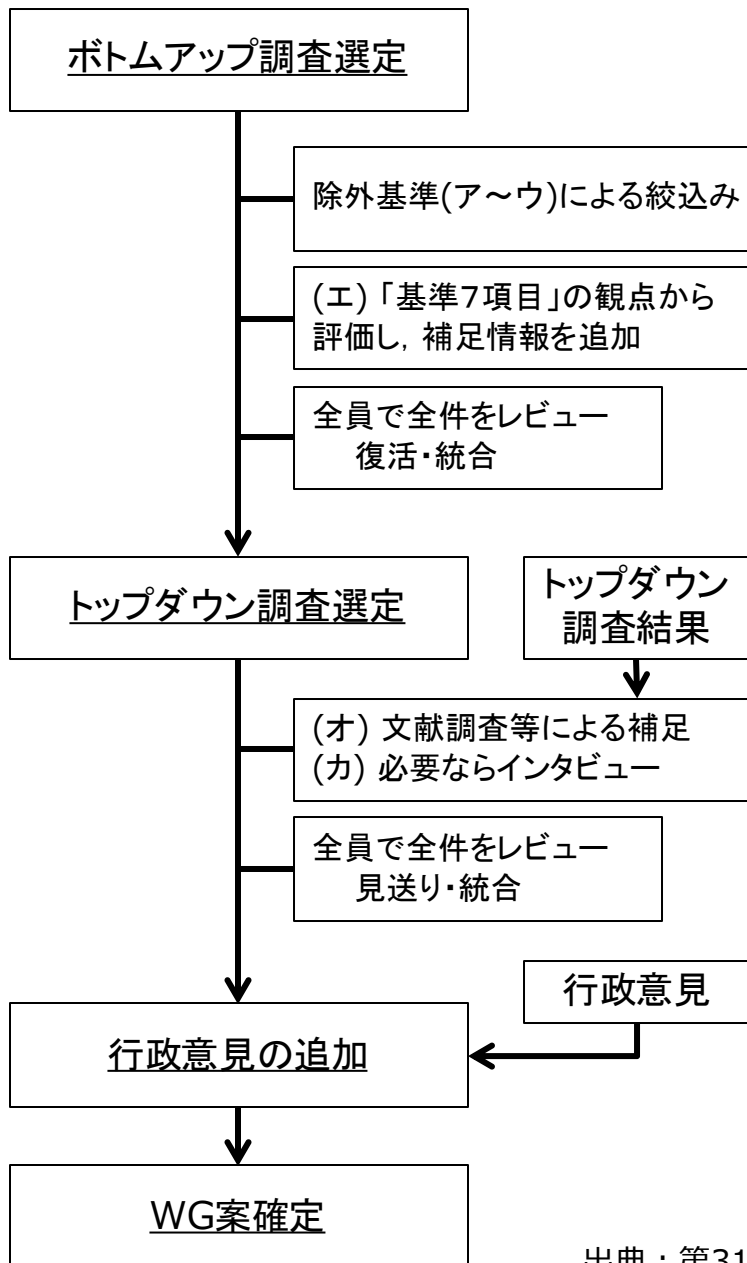 ボトムアップ調査選定
除外基準(ア～ウ)による絞込み
(エ)「基準7項目」の観点から
評価し, 補足情報を追加
全員で全件をレビュー
復活・統合
トップダウン調査選定
トップダウン
調査結果
(オ) 文献調査等による補足
(カ) 必要ならインタビュー
全員で全件をレビュー
見送り・統合
行政意見
行政意見の追加
WG案確定
出典：第31